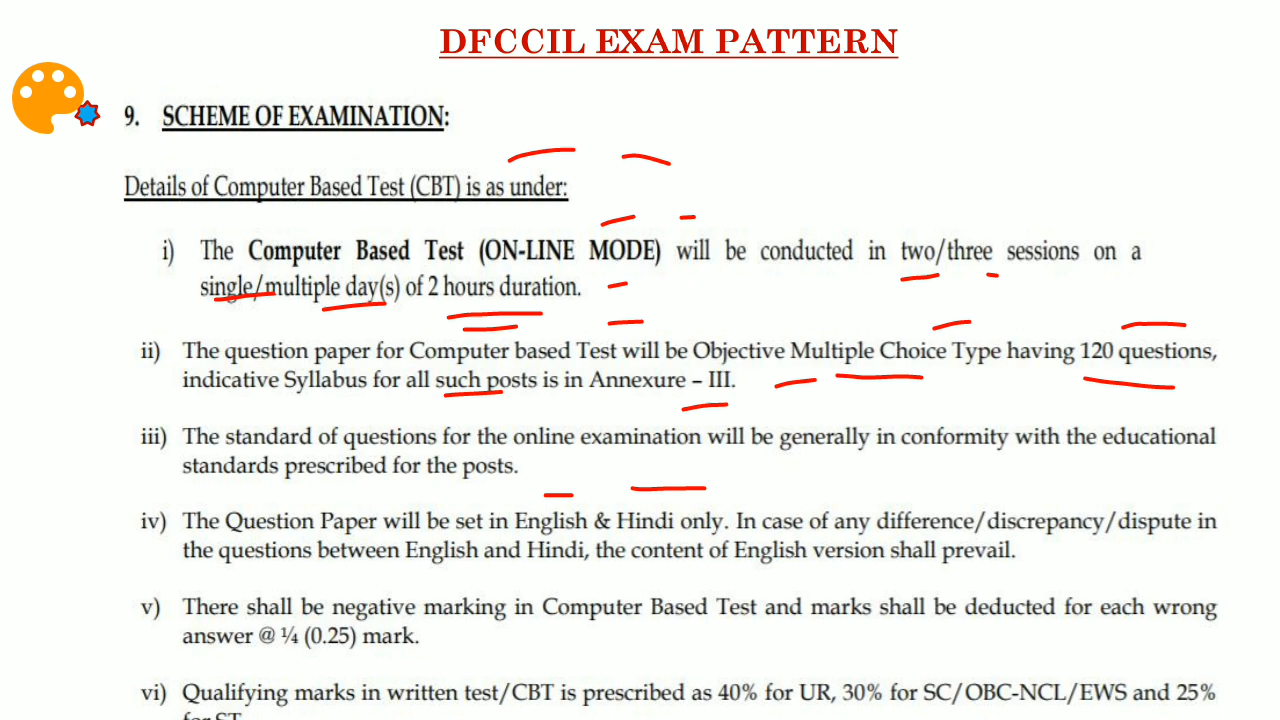 DFCCIL EXAM PATTERN
9. SCHEME OF EXAMINATION:
Details of Computer Based Test (CBT) is as under:
i) The Computer Based Test (ON-LINE MODE) will be conducted in two/three sessions on a
single/multiple day(s) of 2 hours duration.
ii) The question paper for Computer based Test will be Objective Multiple Choice Type having 120 questions,
indicative Syllabus for all such posts is in Annexure – III.
iii) The standard of questions for the online examination will be generally in conformity with the educational
standards prescribed for the posts.
iv) The Question Paper will be set in English & Hindi only. In case of any difference/discrepancy/dispute in
the questions between English and Hindi, the content of English version shall prevail.
v) There shall be negative marking in Computer Based Test and marks shall be deducted for each wrong
answer @ ¼ (0.25) mark.
vi) Qualifying marks in written test/CBT is prescribed as 40% for UR, 30% for SC/OBC-NCL/EWS and 25%
for ST